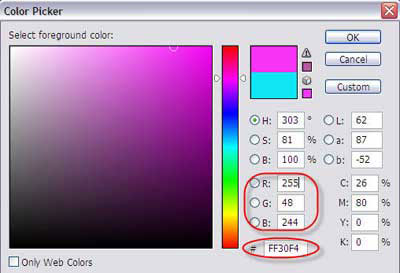 Color Picker
Select foreground color:
OK
Cancel
Custom
H: 303 °
L: 62
S: 81 %
a: 87
B: 100 %
b: -52
R: 255
C: 26 %
G: 48
M: 80 %
B: 244
Y: 0 %
# FF30F4
K: 0 %
Only Web Colors